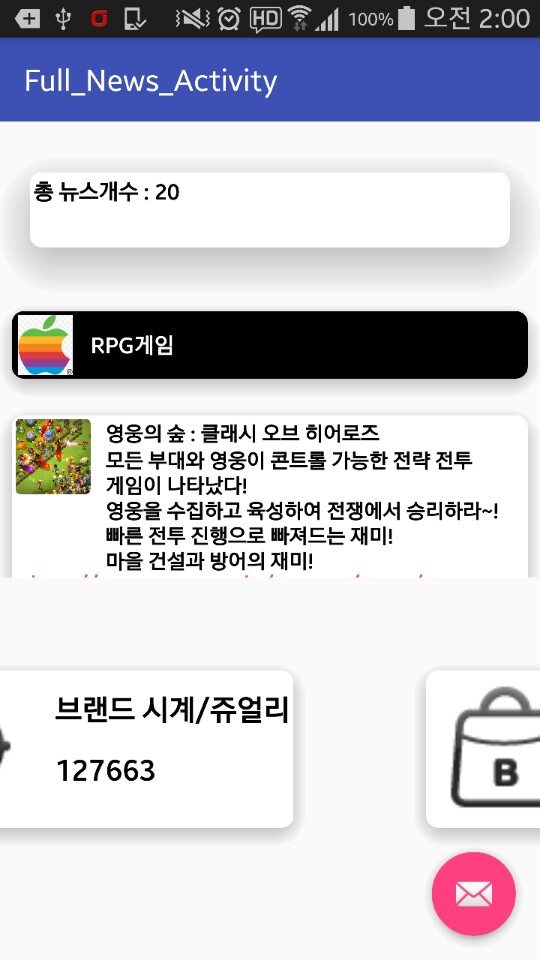 HD
100%
오전 2:00
Full_News_Activity
총 뉴스개수 : 20
RPG게임
영웅의 숲 : 클래시 오브 히어로즈
모든 부대와 영웅이 콘트롤 가능한 전략 전투
게임이 나타났다!
영웅을 수집하고 육성하여 전쟁에서 승리하라~!
빠른 전투 진행으로 빠져드는 재미!
마을 건설과 방어의 재미!
브랜드 시계/쥬얼리
127663
B